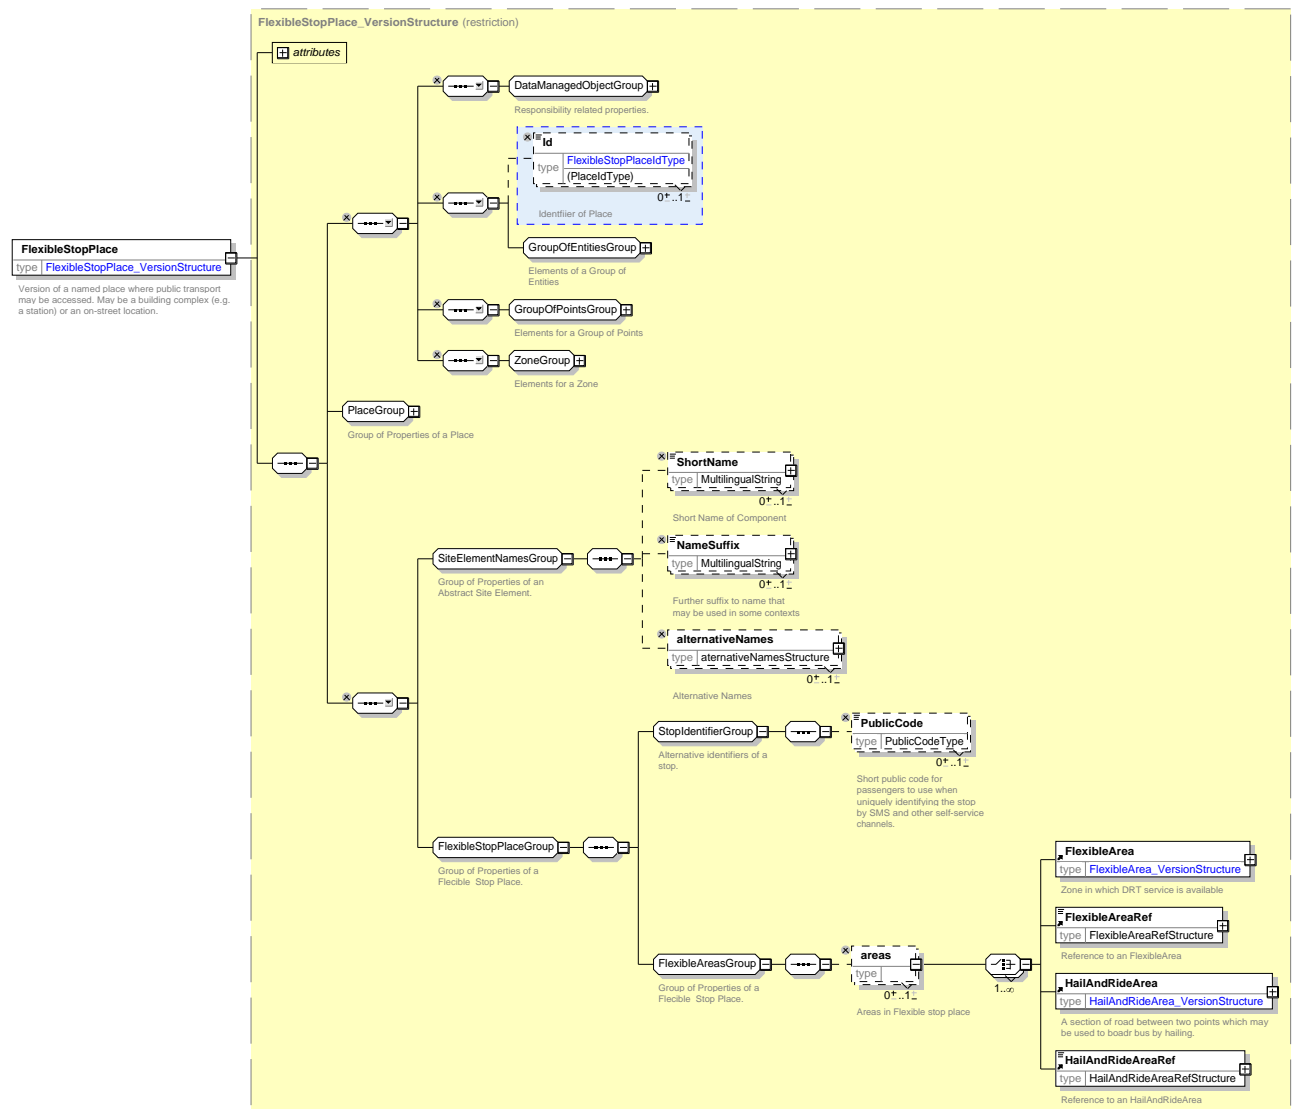 FlexibleStopPlace_VersionStructure (restriction)
attributes
DataManagedObjectGroup
Responsibility related properties.
Id
type FlexibleStopPlaceIdType
(PlaceIdType)
0..1
Identfiier of Place
GroupOfEntitiesGroup
Elements of a Group of
Entities
FlexibleStopPlace
type FlexibleStopPlace_VersionStructure
Version of a named place where public transport
may be accessed. May be a building complex (e.g.
a station) or an on-street location.
GroupOfPointsGroup
Elements for a Group of Points
ZoneGroup
Elements for a Zone
PlaceGroup
Group of Properties of a Place
ShortName
type MultilingualString
0..1
Short Name of Component
SiteElementNamesGroup
Group of Properties of an
Abstract Site Element.
NameSuffix
type MultilingualString
0..1
Further suffix to name that
may be used in some contexts
alternativeNames
type aternativeNamesStructure
0..1
Alternative Names
StopIdentifierGroup
Alternative identifiers of a
stop.
PublicCode
type PublicCodeType
0..1
Short public code for
passengers to use when
uniquely identifying the stop
by SMS and other self-service
channels.
FlexibleStopPlaceGroup
Group of Properties of a
Flecible Stop Place.
FlexibleArea
type FlexibleArea_VersionStructure
Zone in which DRT service is available
FlexibleAreaRef
type FlexibleAreaRefStructure
Reference to an FlexibleArea
FlexibleAreasGroup
Group of Properties of a
Flecible Stop Place.
areas
type
0..1
Areas in Flexible stop place
1..∞
HailAndRideArea
type HailAndRideArea_VersionStructure
A section of road between two points which may
be used to boadr bus by hailing.
HailAndRideAreaRef
type HailAndRideAreaRefStructure
Reference to an HailAndRideArea